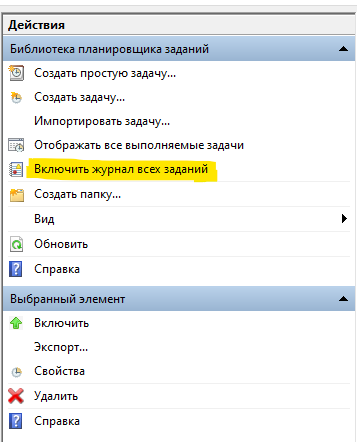 Действия
Библиотека планировщика заданий
Создать простую задачу...
Создать задачу...
Импортировать задачу...
Отображать все выполняемые задачи
Включить журнал всех заданий
Создать папку...
Вид
Обновить
Справка
Выбранный элемент
Включить
Экспорт...
Свойства
Удалить
Справка